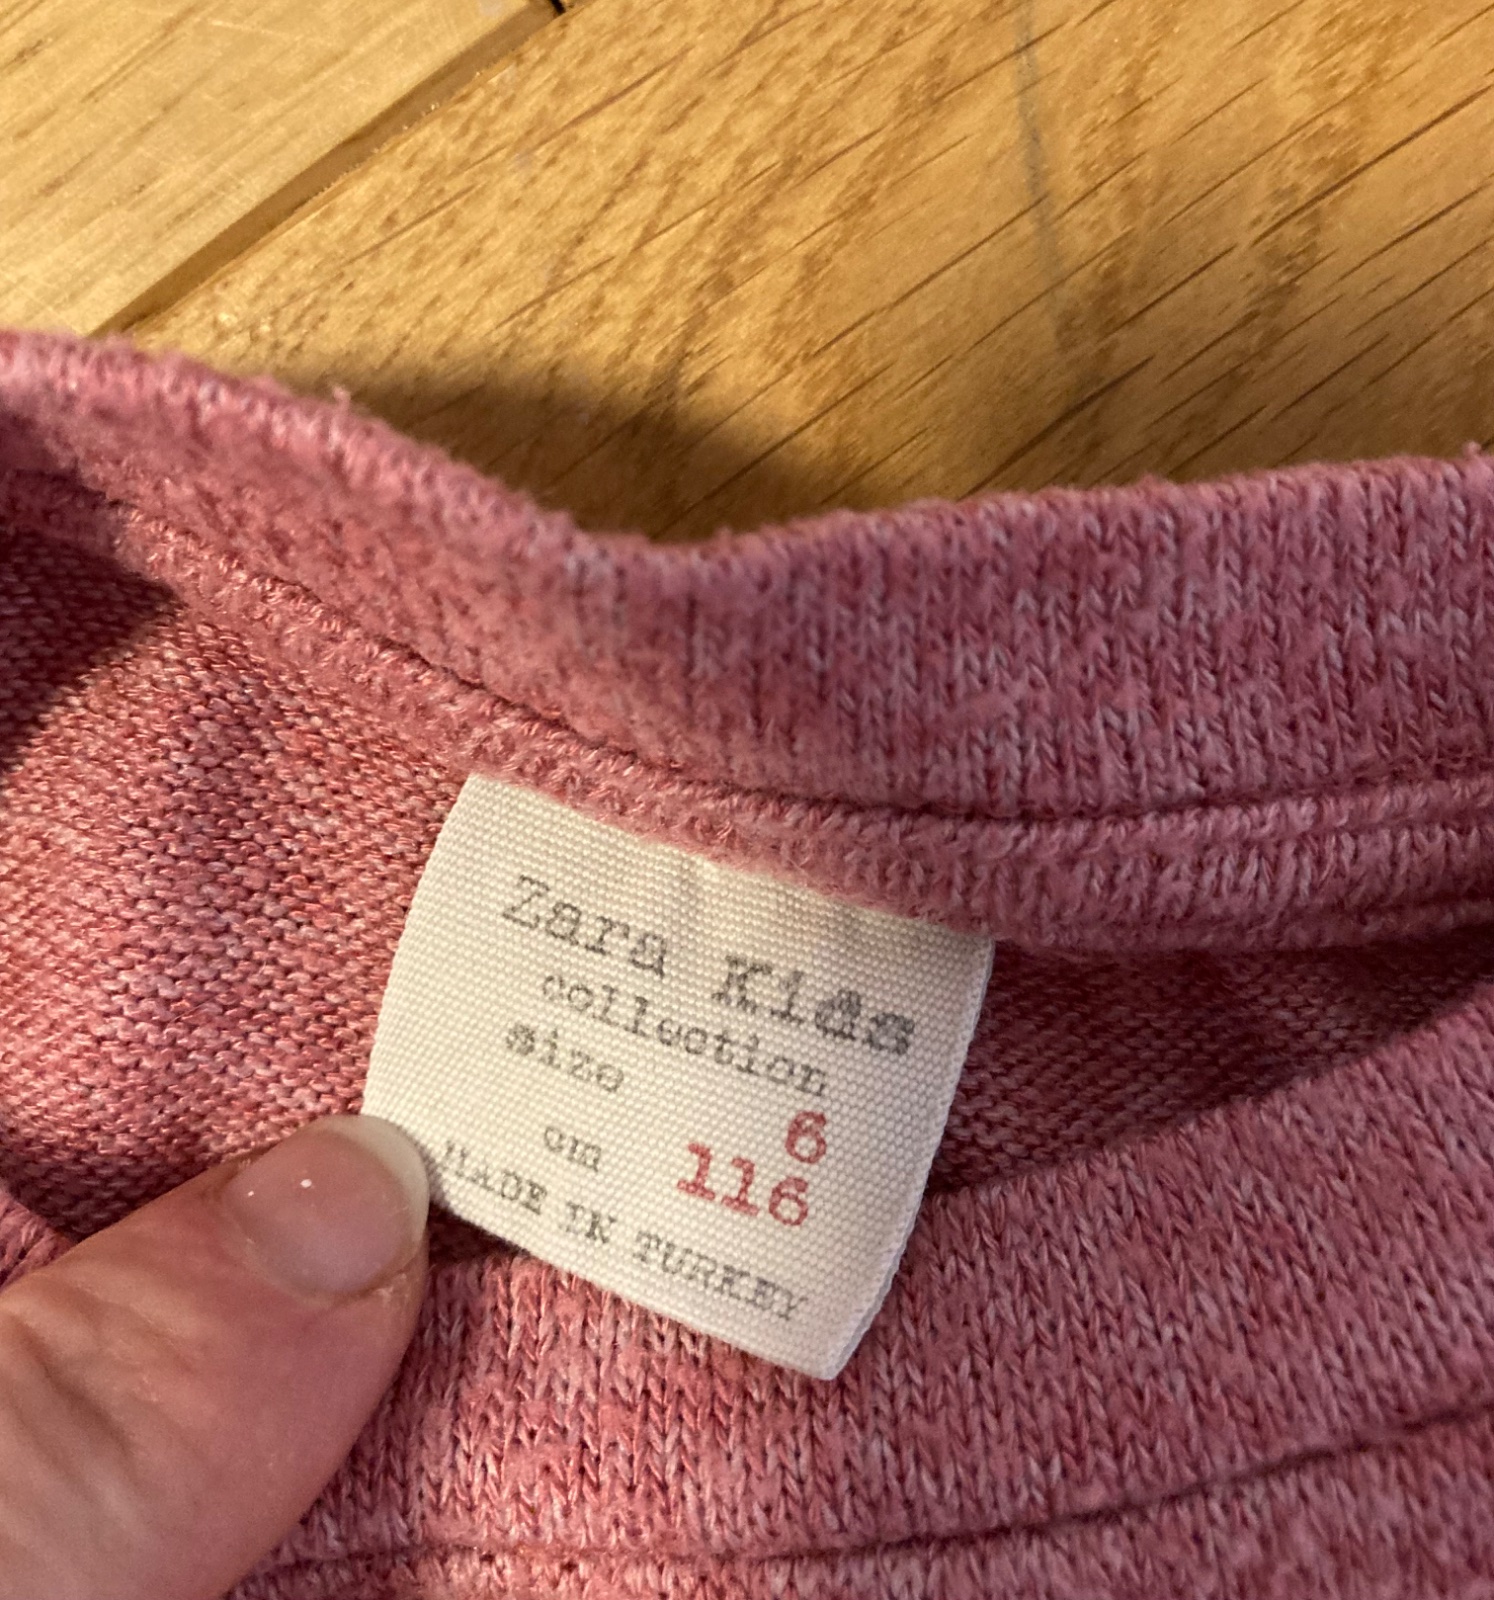 Zara Kids
collection
size 6
cm 116
MADE IN TURKEY